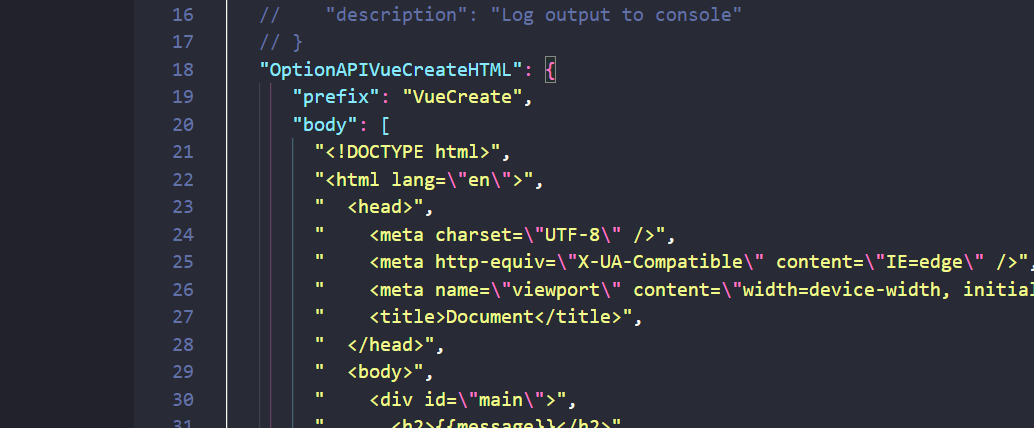 16 //    "description": "Log output to console"
17 // }
18 "OptionAPIVueCreateHTML": {
19 "prefix": "VueCreate",
20 "body": [
21 "<!DOCTYPE html>",
22 "<html lang=\"en\">",
23 "  <head>",
24 "    <meta charset=\"UTF-8\" />",
25 "    <meta http-equiv=\"X-UA-Compatible\" content=\"IE=edge\" />",
26 "    <meta name=\"viewport\" content=\"width=device-width, initial
27 "    <title>Document</title>",
28 "  </head>",
29 "  <body>",
30 "    <div id=\"main\">",
31 "      <h2>{{message}}</h2>"